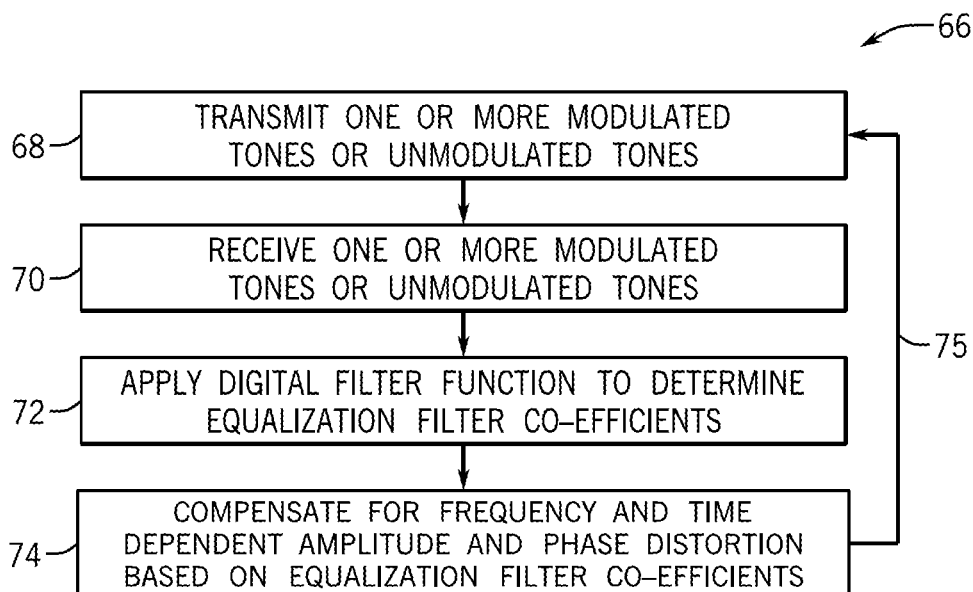 66
68
TRANSMIT ONE OR MORE MODULATED
TONES OR UNMODULATED TONES
70
RECEIVE ONE OR MORE MODULATED
TONES OR UNMODULATED TONES
75
72
APPLY DIGITAL FILTER FUNCTION TO DETERMINE
EQUALIZATION FILTER CO-EFFICIENTS
74
COMPENSATE FOR FREQUENCY AND TIME
DEPENDENT AMPLITUDE AND PHASE DISTORTION
BASED ON EQUALIZATION FILTER CO-EFFICIENTS